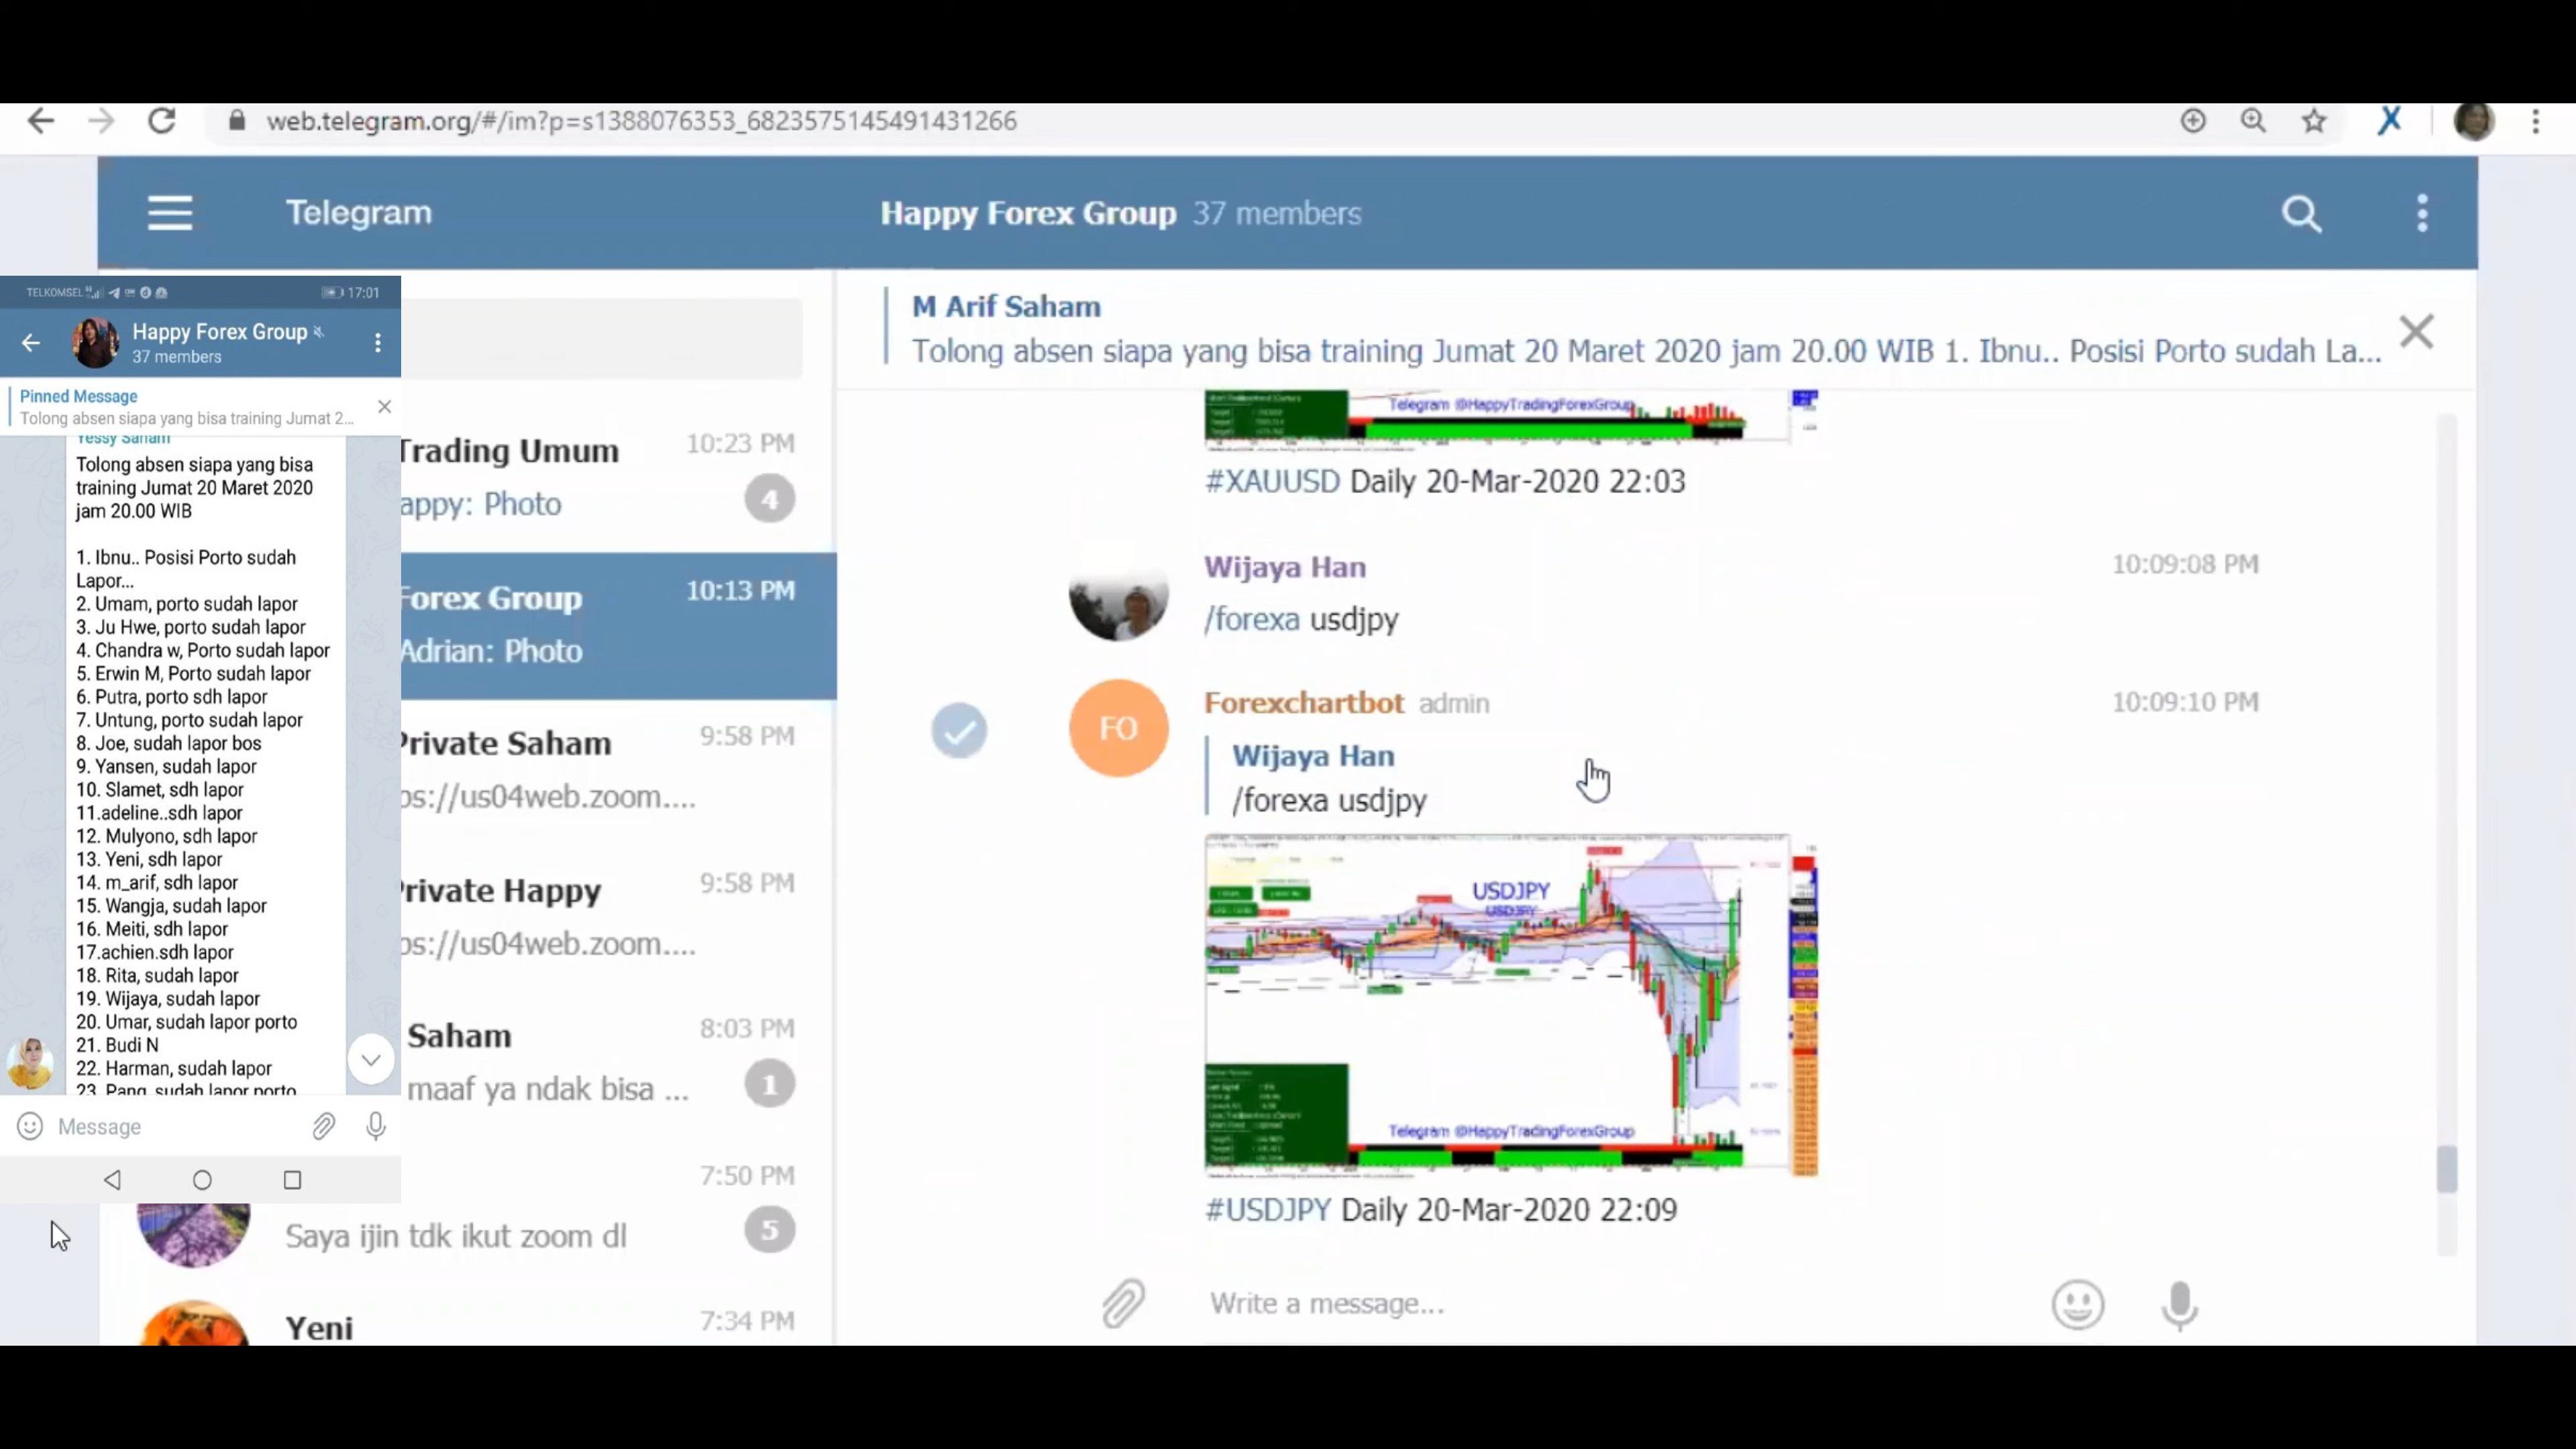 web.telegram.org/#/im?p=s1388076353_6823575145491431266
Telegram
Happy Forex Group 37 members
M Arif Saham
Tolong absen siapa yang bisa training Jumat 20 Maret 2020 jam 20.00 WIB 1. Ibnu.. Posisi Porto sudah La...
TELKOMSEL
17:01
Happy Forex Group
37 members
Pinned Message
Tolong absen siapa yang bisa training Jumat 2...
Yessy Saham
Tolong absen siapa yang bisa
training Jumat 20 Maret 2020
jam 20.00 WIB
1. Ibnu.. Posisi Porto sudah
Lapor...
2. Umam, porto sudah lapor
3. Ju Hwe, porto sudah lapor
4. Chandra w, Porto sudah lapor
5. Erwin M, Porto sudah lapor
6. Putra, porto sdh lapor
7. Untung, porto sudah lapor
8. Joe, sudah lapor bos
9. Yansen, sudah lapor
10. Slamet, sdh lapor
11.adeline..sdh lapor
12. Mulyono, sdh lapor
13. Yeni, sdh lapor
14. m_arif, sdh lapor
15. Wangja, sudah lapor
16. Meiti, sdh lapor
17.achien.sdh lapor
18. Rita, sudah lapor
19. Wijaya, sudah lapor
20. Umar, sudah lapor porto
21. Budi N
22. Harman, sudah lapor
23. Pang, sudah lapor porto
Message
Trading Umum 10:23 PM
appy: Photo 4
Forex Group 10:13 PM
Adrian: Photo
Private Saham 9:58 PM
ps://us04web.zoom....
Private Happy 9:58 PM
ps://us04web.zoom....
Saham 8:03 PM
maaf ya ndak bisa ... 1
7:50 PM
Saya ijin tdk ikut zoom dl 5
Yeni 7:34 PM
Telegram @HappyTradingForexGroup
#XAUUSD Daily 20-Mar-2020 22:03
Wijaya Han 10:09:08 PM
/forexa usdjpy
FO
Forexchartbot admin 10:09:10 PM
Wijaya Han
/forexa usdjpy
USDJPY
USDJPY
Telegram @HappyTradingForexGroup
#USDJPY Daily 20-Mar-2020 22:09
Write a message...